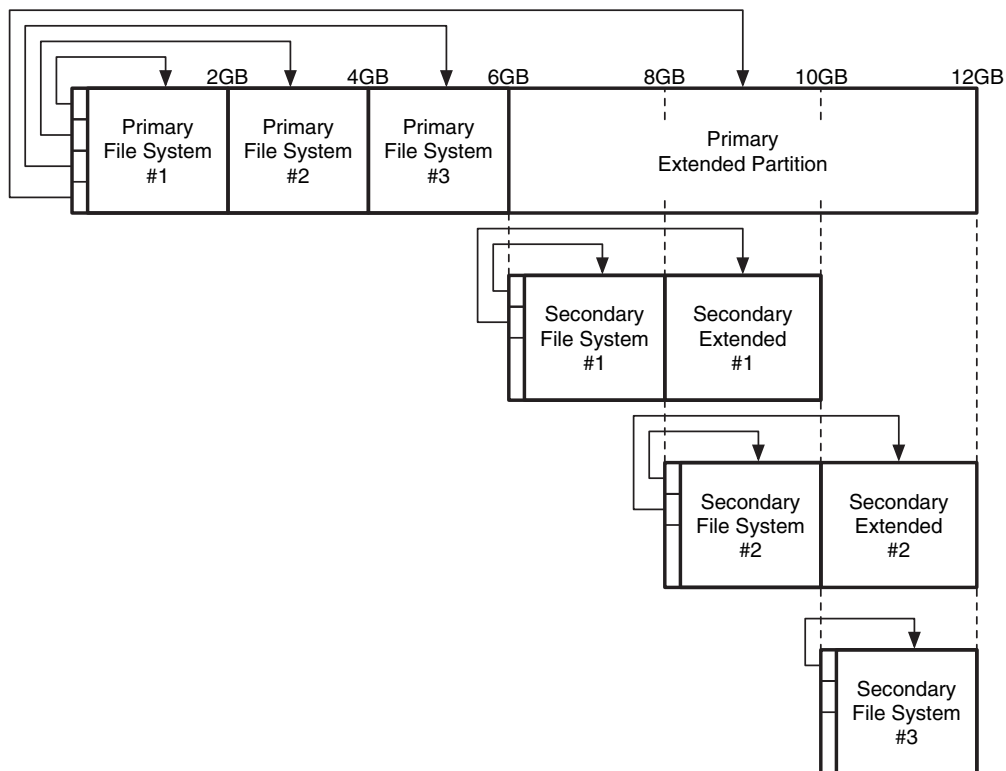 2GB 4GB 6GB 8GB 10GB 12GB
Primary
File System
#1
Primary
File System
#2
Primary
File System
#3
Primary
Extended Partition
Secondary
File System
#1
Secondary
Extended
#1
Secondary
File System
#2
Secondary
Extended
#2
Secondary
File System
#3